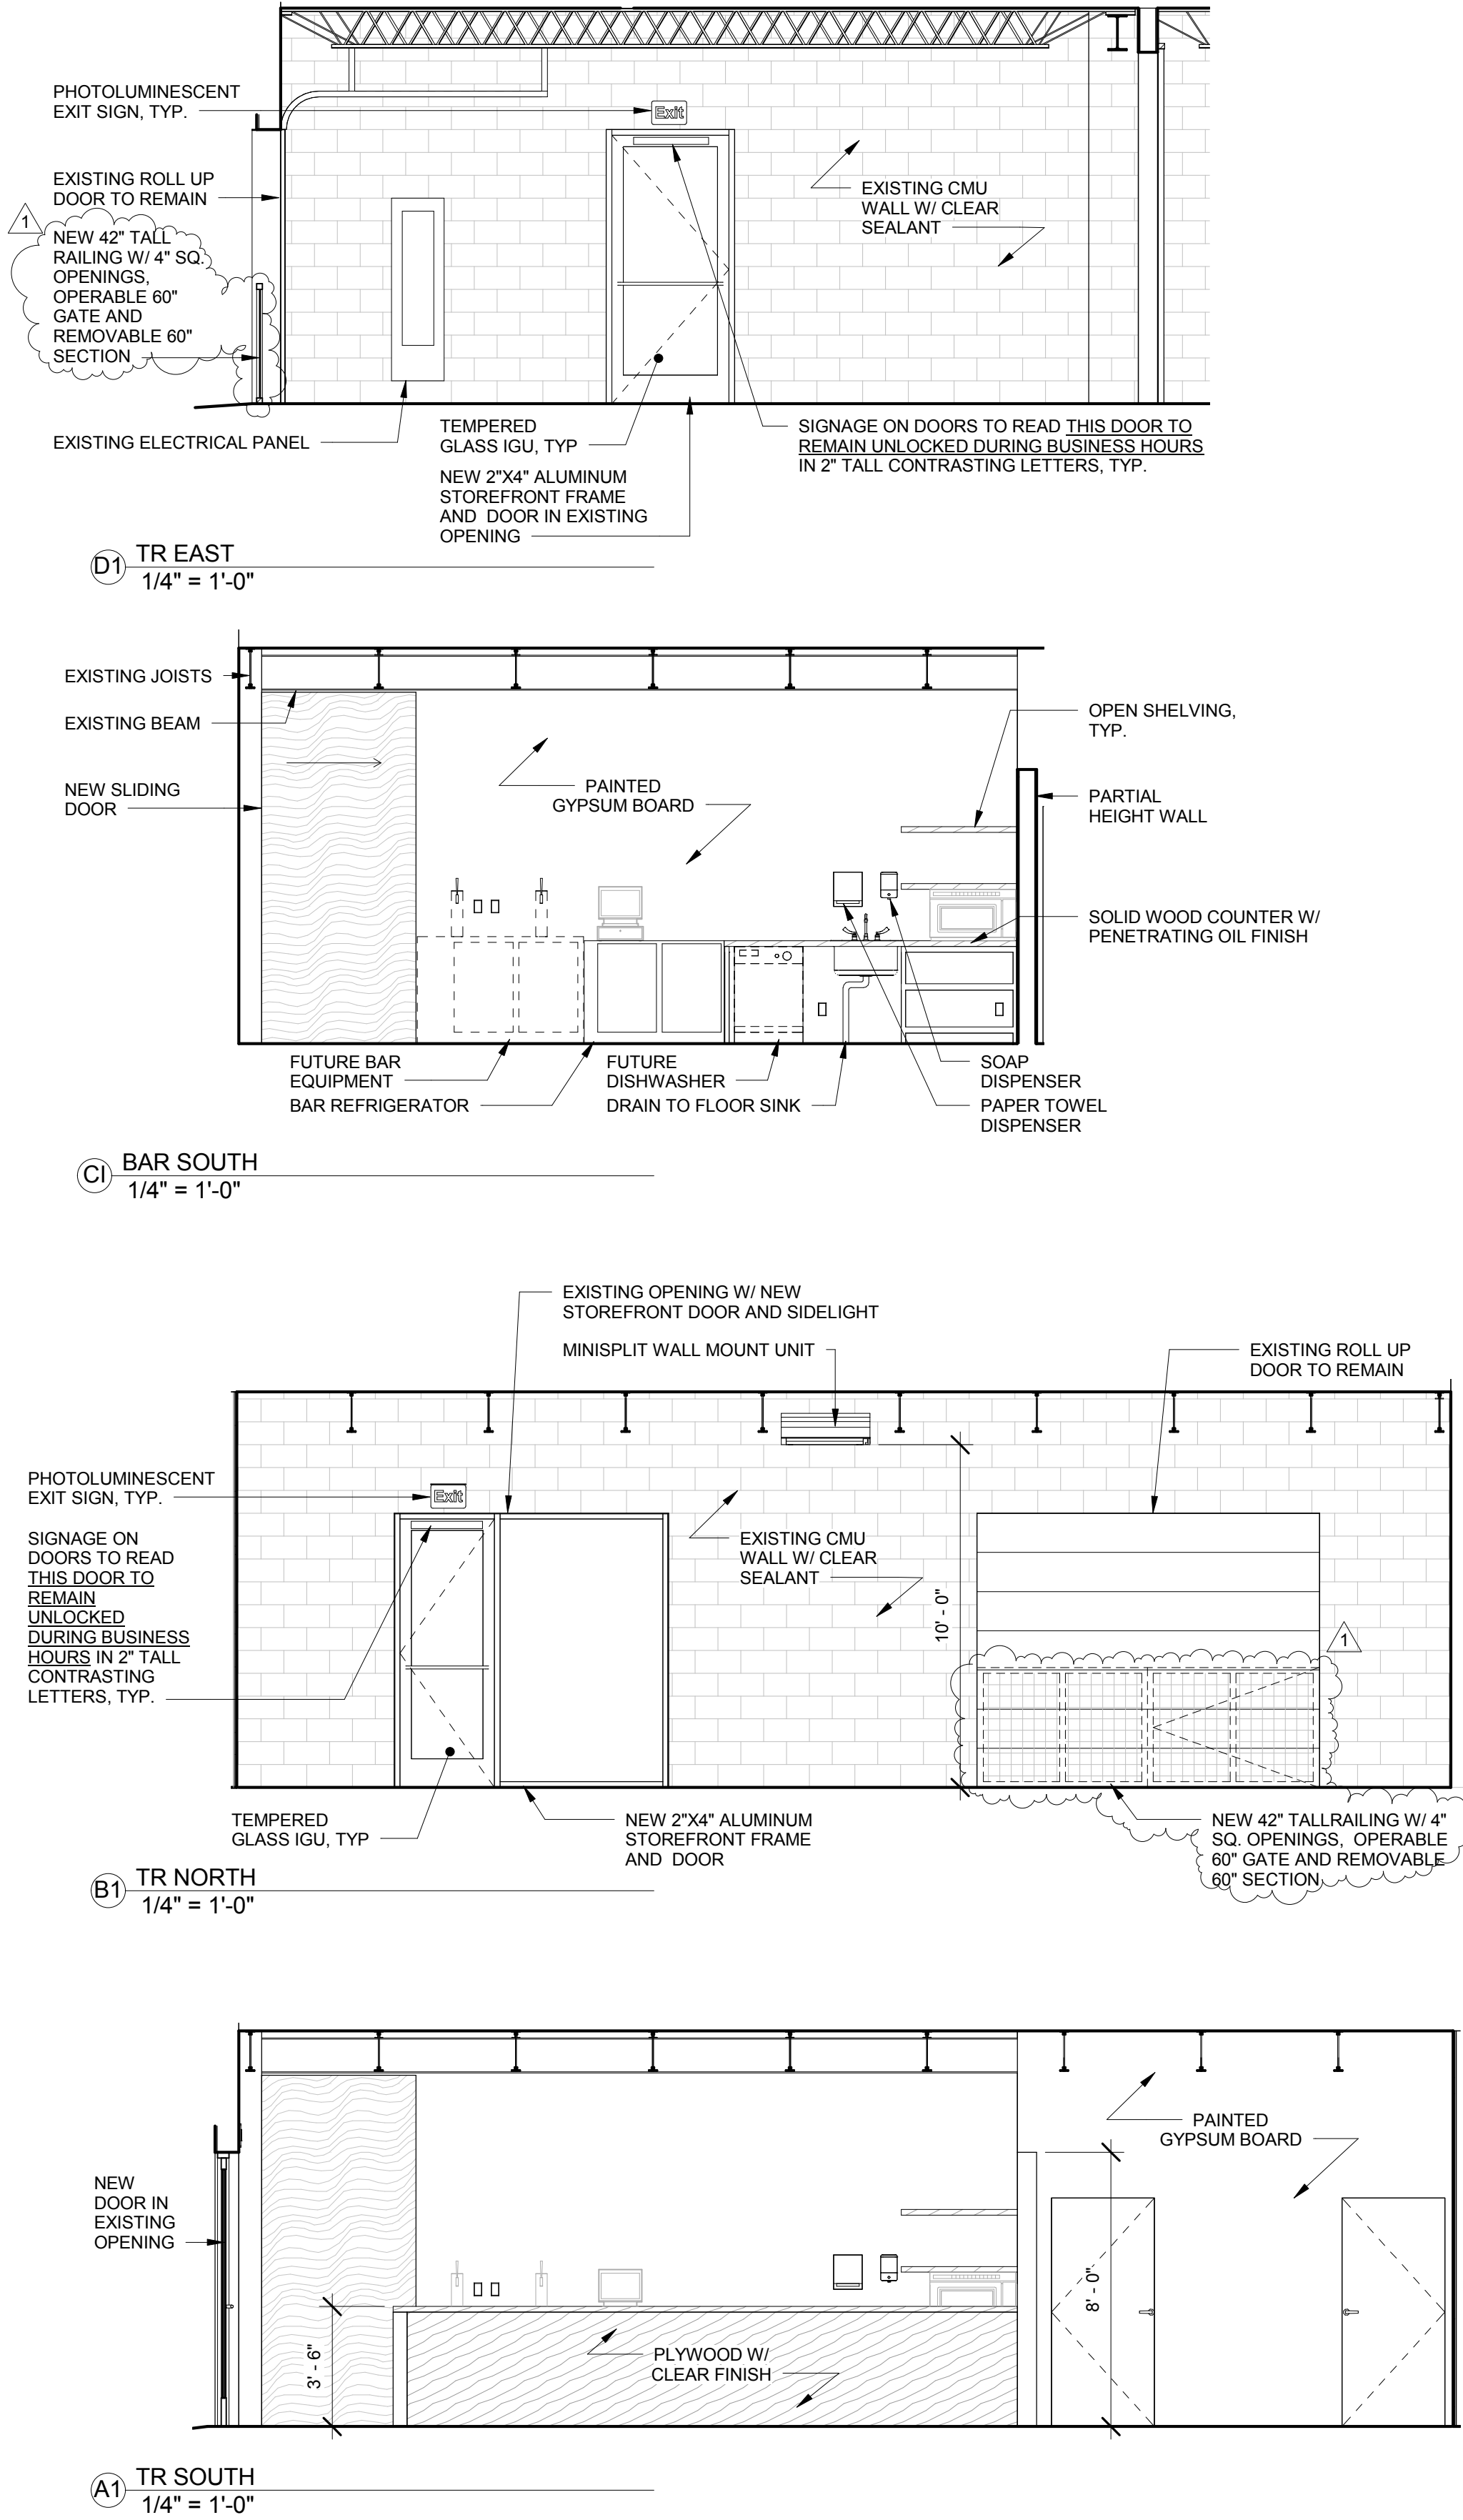 PHOTOLUMINESCENT
EXIT SIGN, TYP.
Exit
EXISTING ROLL UP
DOOR TO REMAIN
1
NEW 42" TALL
RAILING W/ 4" SQ.
OPENINGS,
OPERABLE 60"
GATE AND
REMOVABLE 60"
SECTION
EXISTING CMU
WALL W/ CLEAR
SEALANT
EXISTING ELECTRICAL PANEL
TEMPERED
GLASS IGU, TYP
NEW 2"X4" ALUMINUM
STOREFRONT FRAME
AND DOOR IN EXISTING
OPENING
SIGNAGE ON DOORS TO READ THIS DOOR TO
REMAIN UNLOCKED DURING BUSINESS HOURS
IN 2" TALL CONTRASTING LETTERS, TYP.
D1 TR EAST
1/4" = 1'-0"
EXISTING JOISTS
EXISTING BEAM
NEW SLIDING
DOOR
PAINTED
GYPSUM BOARD
OPEN SHELVING,
TYP.
PARTIAL
HEIGHT WALL
SOLID WOOD COUNTER W/
PENETRATING OIL FINISH
FUTURE BAR
EQUIPMENT
BAR REFRIGERATOR
FUTURE
DISHWASHER
DRAIN TO FLOOR SINK
SOAP
DISPENSER
PAPER TOWEL
DISPENSER
CI BAR SOUTH
1/4" = 1'-0"
EXISTING OPENING W/ NEW
STOREFRONT DOOR AND SIDELIGHT
MINISPLIT WALL MOUNT UNIT
EXISTING ROLL UP
DOOR TO REMAIN
PHOTOLUMINESCENT
EXIT SIGN, TYP.
Exit
SIGNAGE ON
DOORS TO READ
THIS DOOR TO
REMAIN
UNLOCKED
DURING BUSINESS
HOURS IN 2" TALL
CONTRASTING
LETTERS, TYP.
EXISTING CMU
WALL W/ CLEAR
SEALANT
10' - 0"
1
TEMPERED
GLASS IGU, TYP
NEW 2"X4" ALUMINUM
STOREFRONT FRAME
AND DOOR
NEW 42" TALLRAILING W/ 4"
SQ. OPENINGS, OPERABLE
60" GATE AND REMOVABLE
60" SECTION
B1 TR NORTH
1/4" = 1'-0"
NEW
DOOR IN
EXISTING
OPENING
PAINTED
GYPSUM BOARD
8' - 0"
3' - 6"
PLYWOOD W/
CLEAR FINISH
A1 TR SOUTH
1/4" = 1'-0"